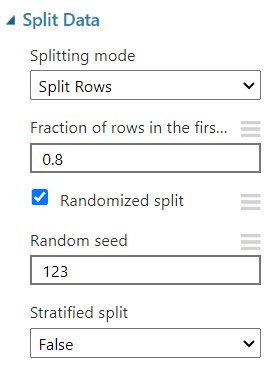 Split Data
Splitting mode
Split Rows
Fraction of rows in the firs...
0.8
Randomized split
Random seed
123
Stratified split
False